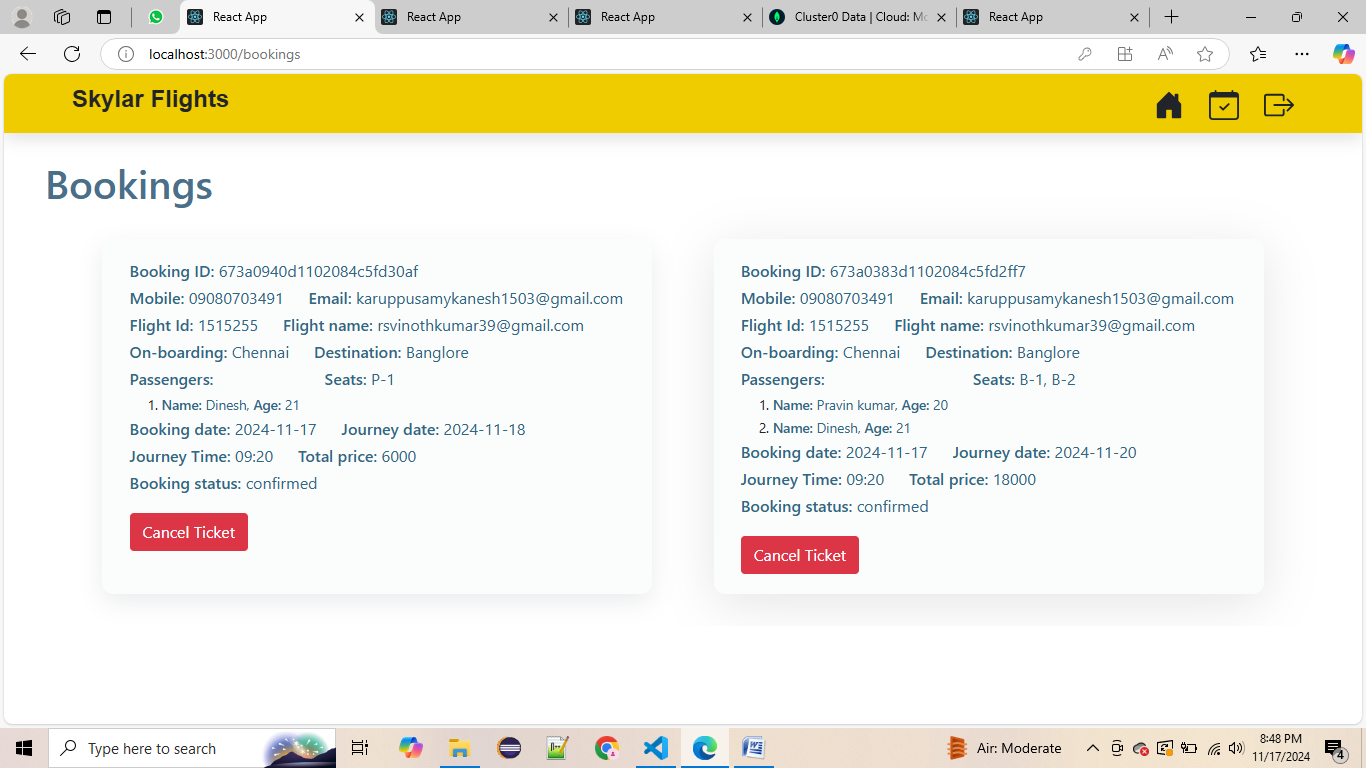 React App
React App
React App
Cluster0 Data | Cloud: Mc
React App
localhost:3000/bookings
Skylar Flights
Bookings
Booking ID: 673a0940d1102084c5fd30af
Mobile: 09080703491 Email: karuppusamykanesh1503@gmail.com
Flight Id: 1515255 Flight name: rsvinothkumar39@gmail.com
On-boarding: Chennai Destination: Banglore
Passengers: Seats: P-1
1. Name: Dinesh, Age: 21
Booking date: 2024-11-17 Journey date: 2024-11-18
Journey Time: 09:20 Total price: 6000
Booking status: confirmed
Cancel Ticket
Booking ID: 673a0383d1102084c5fd2ff7
Mobile: 09080703491 Email: karuppusamykanesh1503@gmail.com
Flight Id: 1515255 Flight name: rsvinothkumar39@gmail.com
On-boarding: Chennai Destination: Banglore
Passengers: Seats: B-1, B-2
1. Name: Pravin kumar, Age: 20
2. Name: Dinesh, Age: 21
Booking date: 2024-11-17 Journey date: 2024-11-20
Journey Time: 09:20 Total price: 18000
Booking status: confirmed
Cancel Ticket
Type here to search
Air: Moderate
8:48 PM
11/17/2024
4